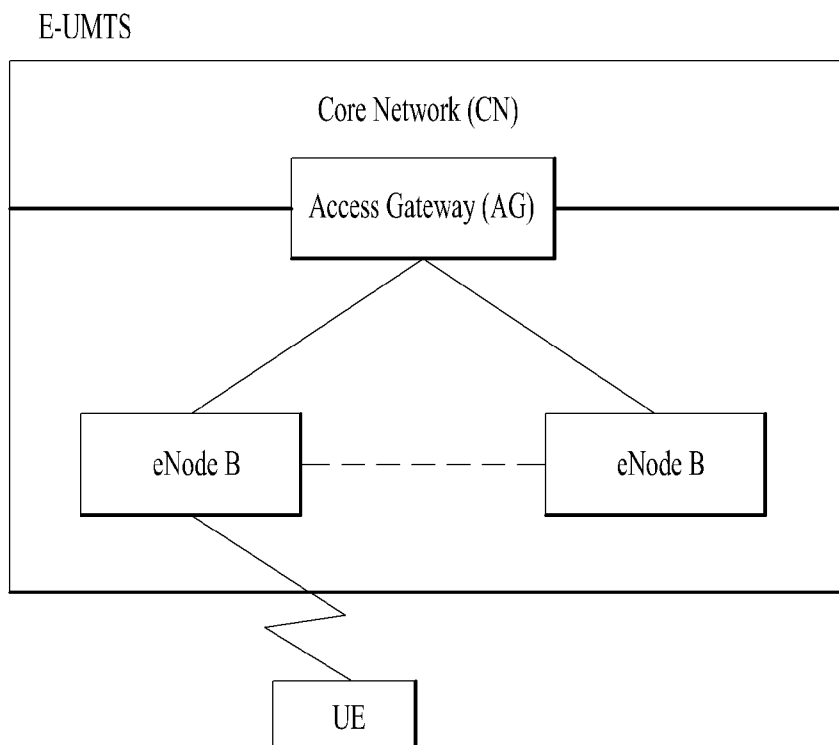 E-UMTS
Core Network (CN)
Access Gateway (AG)
eNode B
eNode B
UE